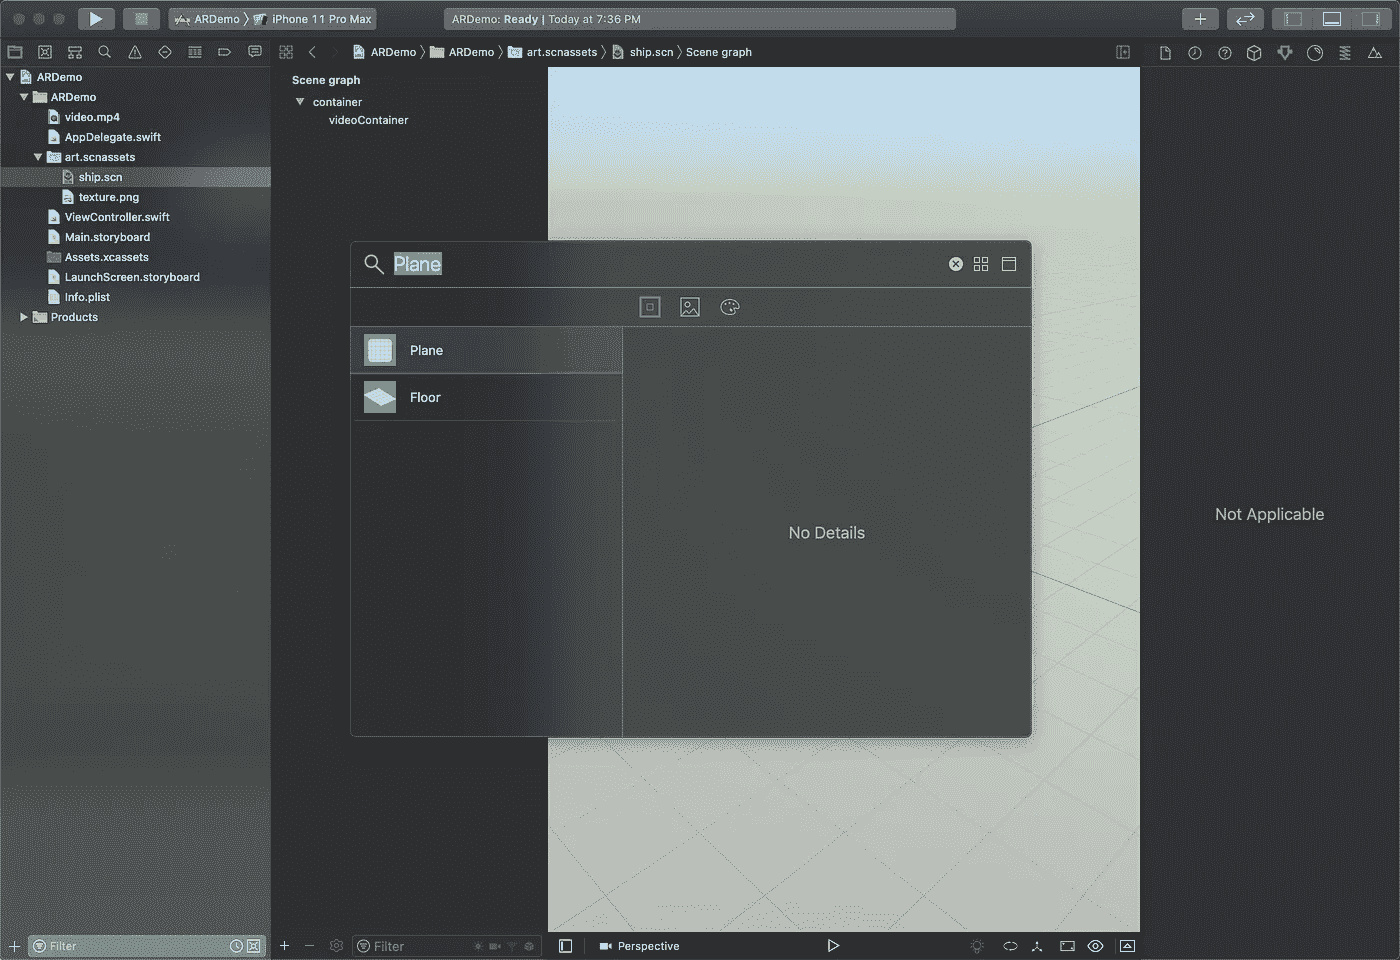 ARDemo 〉 iPhone 11 Pro Max
ARDemo: Ready | Today at 7:36 PM
ARDemo 〉 ARDemo 〉 art.scnassets 〉 ship.scn 〉 Scene graph
ARDemo
ARDemo
video.mp4
AppDelegate.swift
art.scnassets
ship.scn
texture.png
ViewController.swift
Main.storyboard
Assets.xcassets
LaunchScreen.storyboard
Info.plist
Products
Filter
Scene graph
container
videoContainer
Filter
Plane
Plane
Floor
No Details
Perspective
Not Applicable